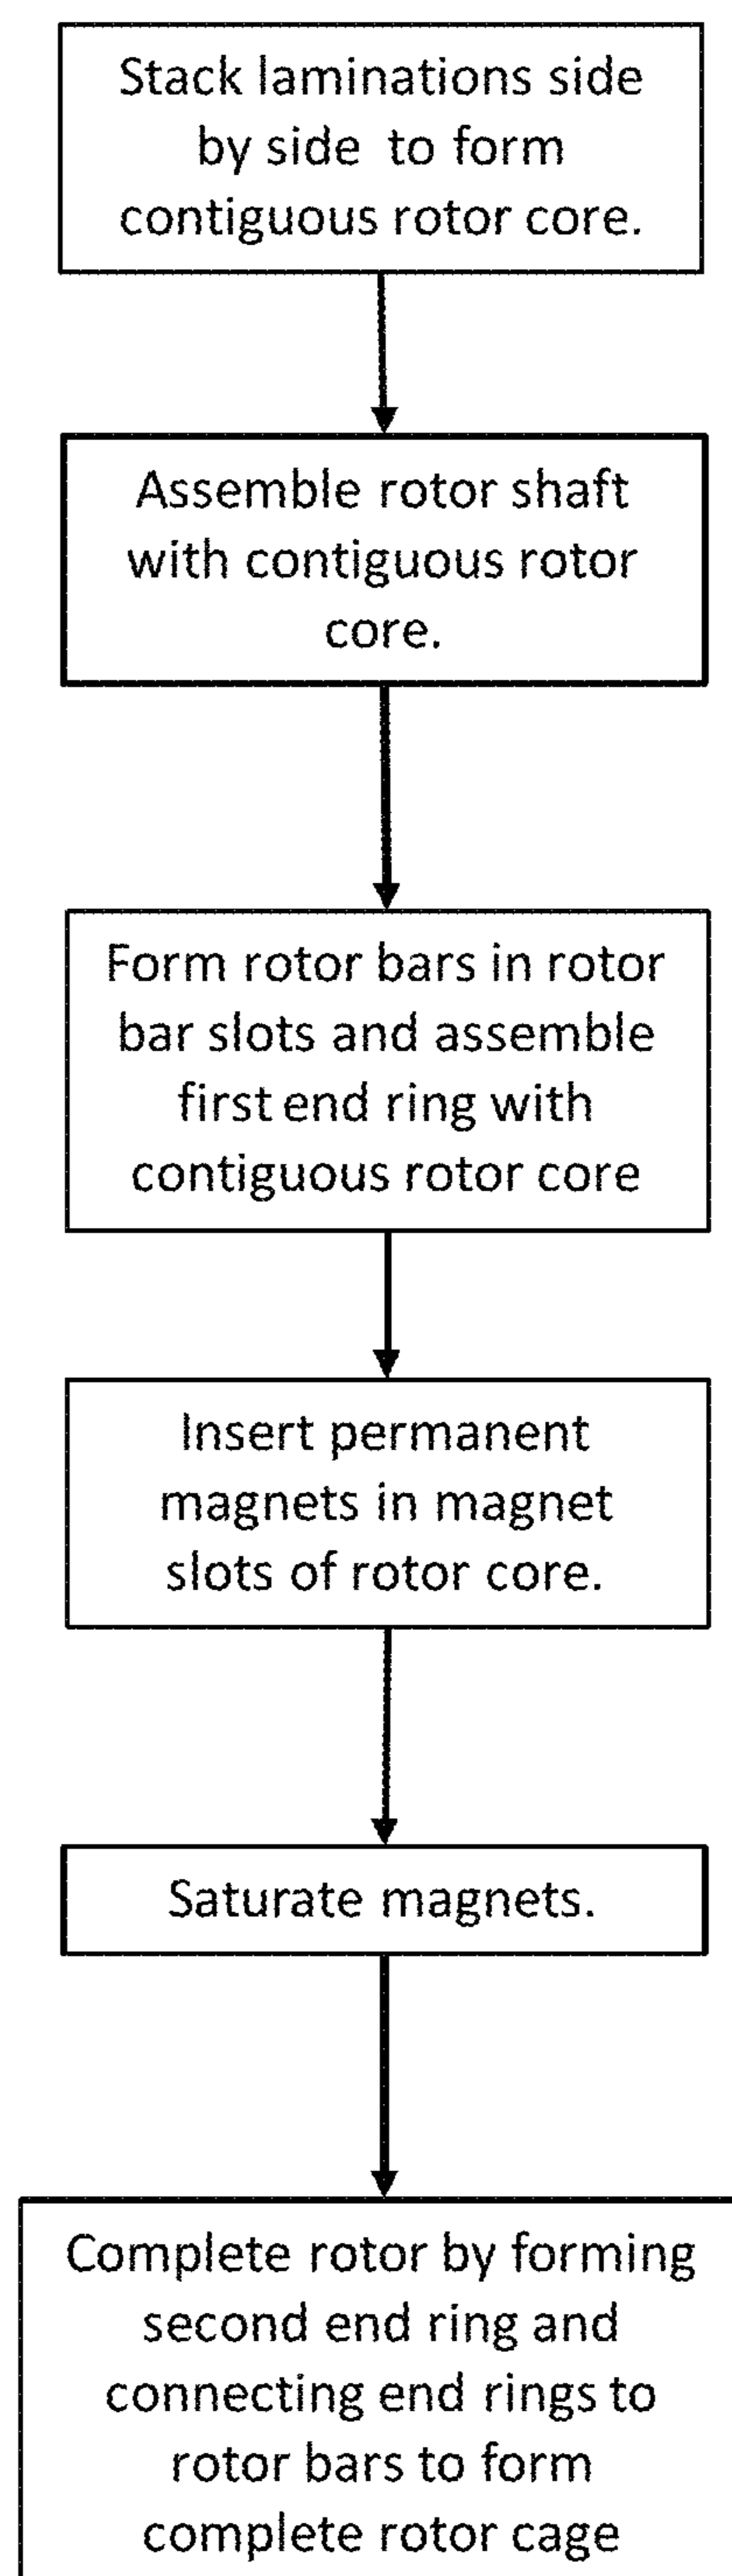 Stack laminations side
by side to form
contiguous rotor core.
Assemble rotor shaft
with contiguous rotor
core.
Form rotor bars in rotor
bar slots and assemble
first end ring with
contiguous rotor core
Insert permanent
magnets in magnet
slots of rotor core.
Saturate magnets.
Complete rotor by forming
second end ring and
connecting end rings to
rotor bars to form
complete rotor cage